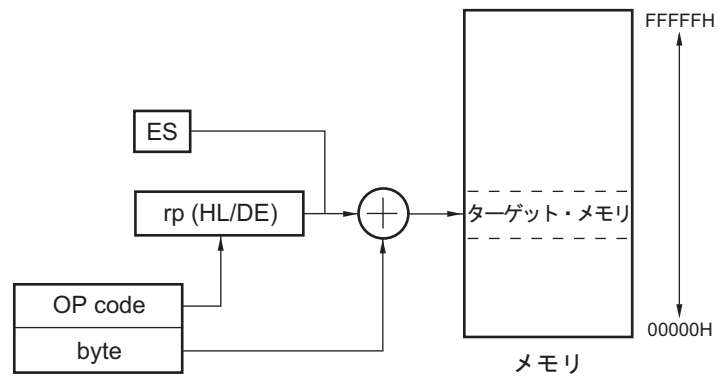 FFFFFH
ES
rp (HL/DE)
ターゲット・メモリ
OP code
byte
00000H
メモリ